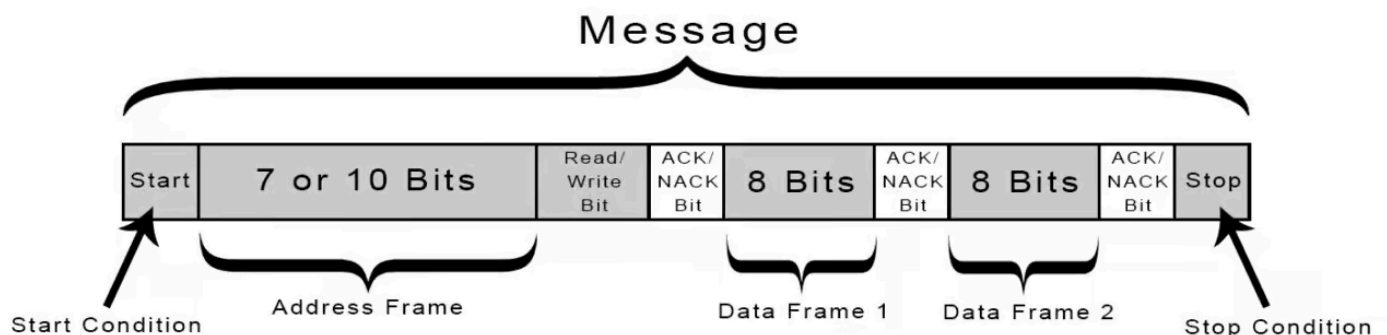 Message
Start
7 or 10 Bits
Read/
Write
Bit
ACK/
NACK
Bit
8 Bits
ACK/
NACK
Bit
8 Bits
ACK/
NACK
Bit
Stop
Start Condition
Address Frame
Data Frame 1
Data Frame 2
Stop Condition